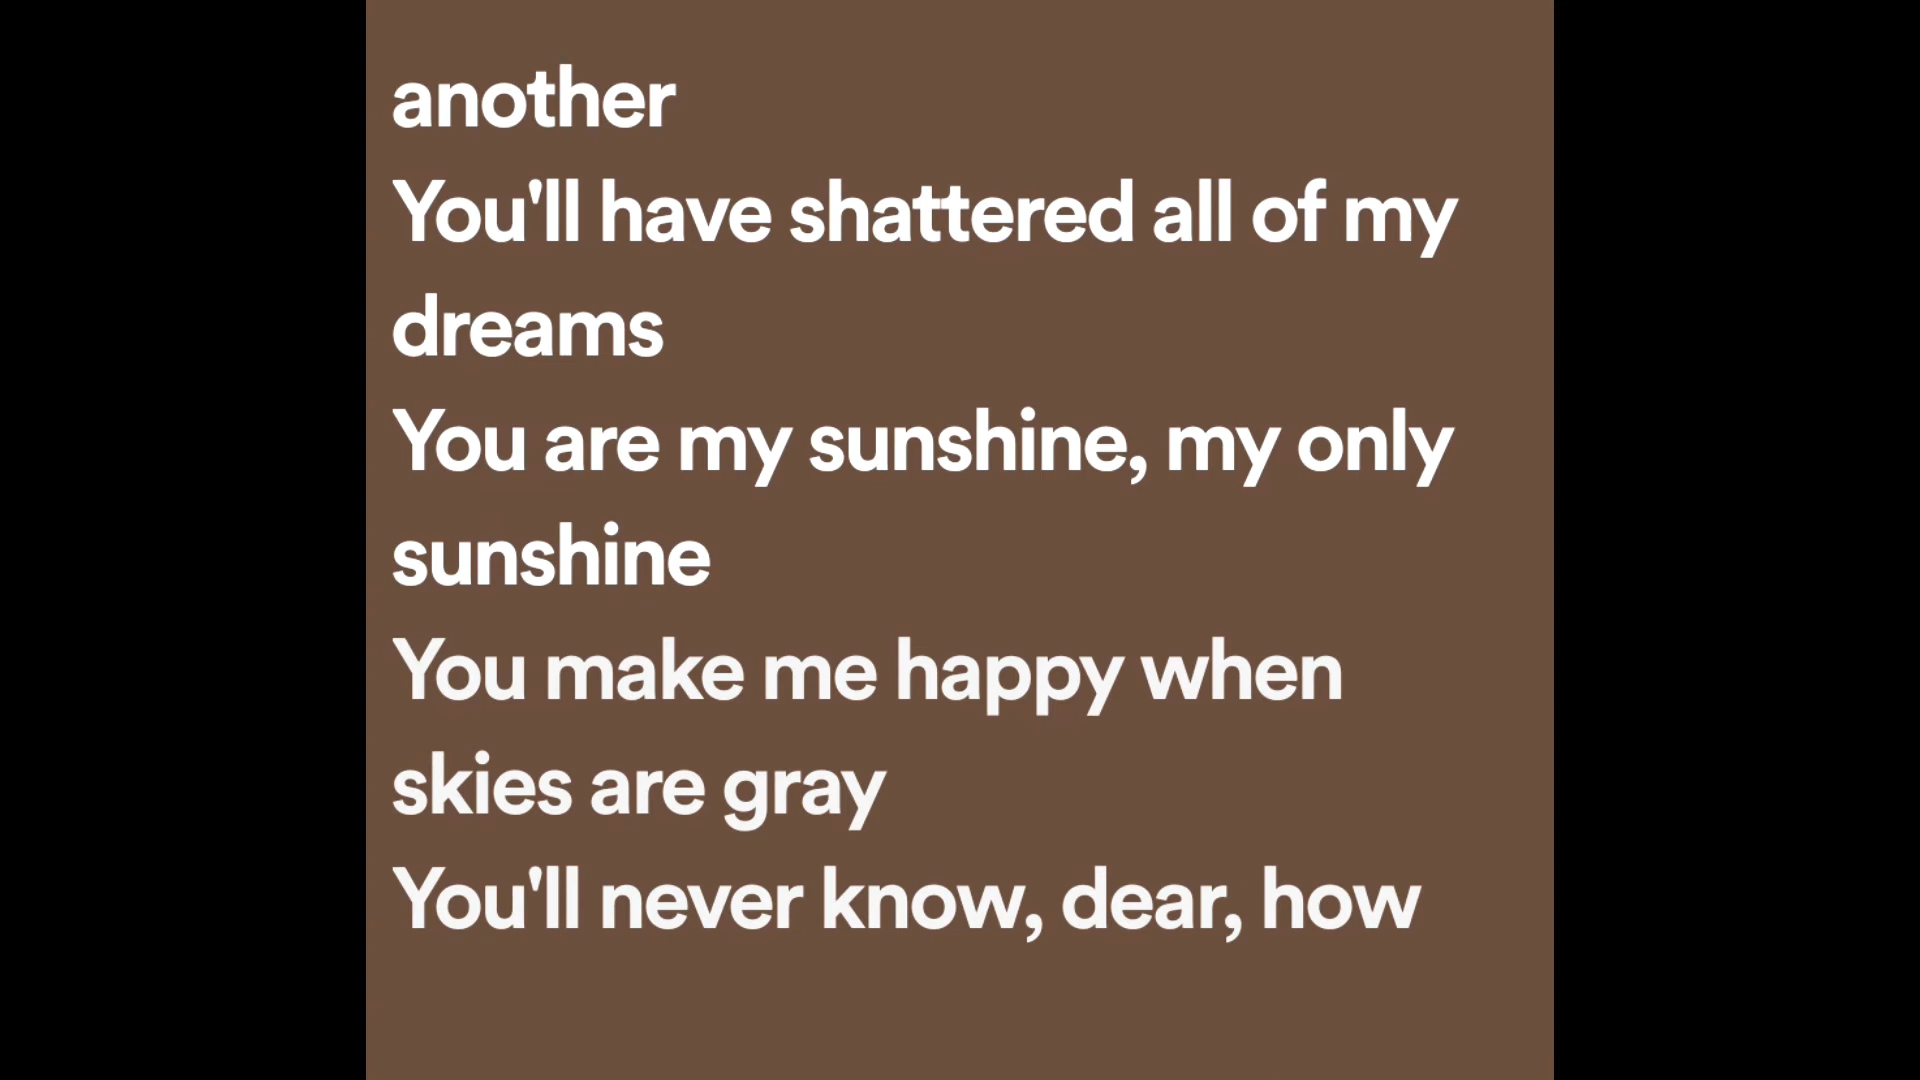 another
You'll have shattered all of my
dreams
You are my sunshine, my only
sunshine
You make me happy when
skies are gray
You'll never know, dear, how